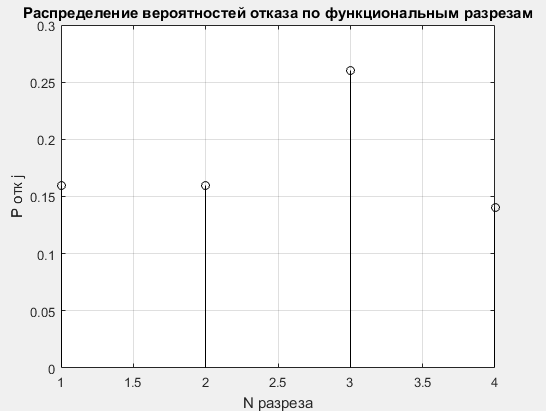 Распределение вероятностей отказа по функциональным разрезам
0.3
0.25
0.2
0.15
0.1
0.05
0
P отк j
1 1.5 2 2.5 3 3.5 4
N разреза